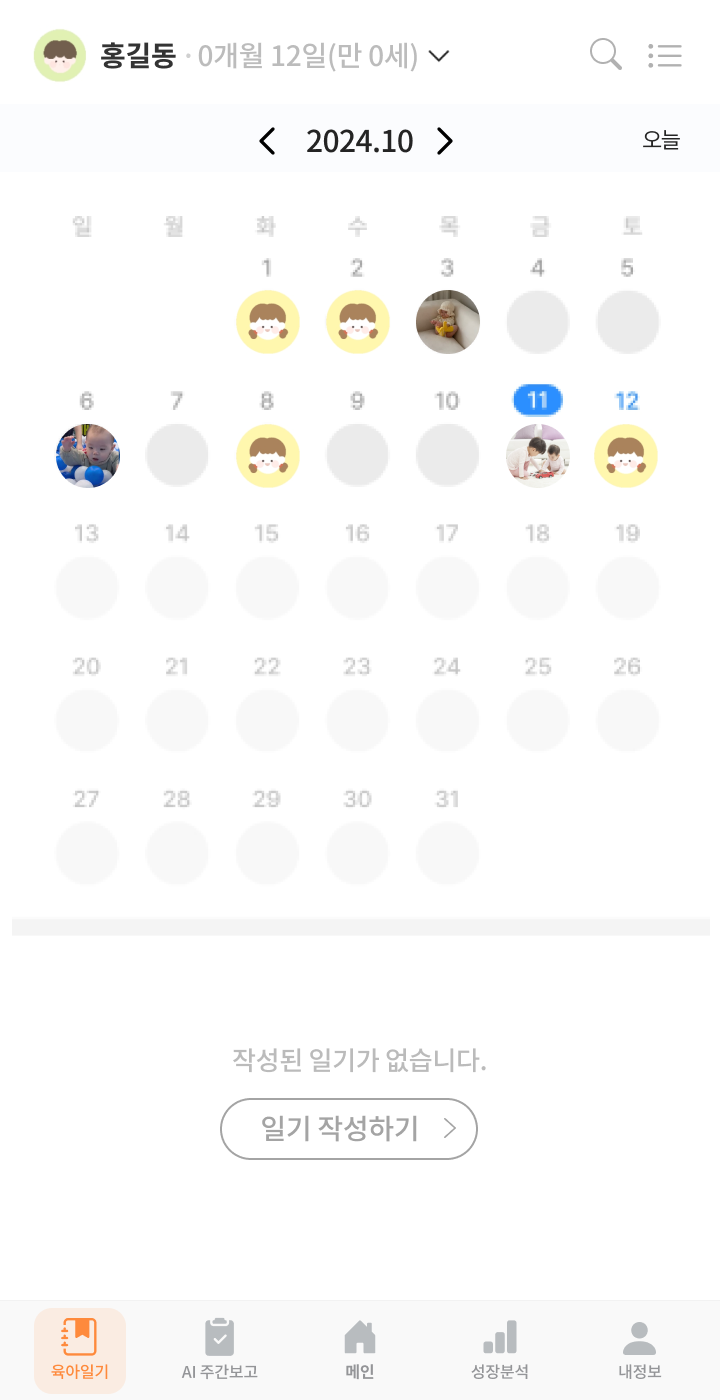 홍길동 · 0개월 12일(만 0세)
2024.10
오늘
일 월 화 수 목 금 토
1 2 3 4 5
6 7 8 9 10 11 12
13 14 15 16 17 18 19
20 21 22 23 24 25 26
27 28 29 30 31
작성된 일기가 없습니다.
일기 작성하기
육아일기 AI 주간보고 메인 성장분석 내정보